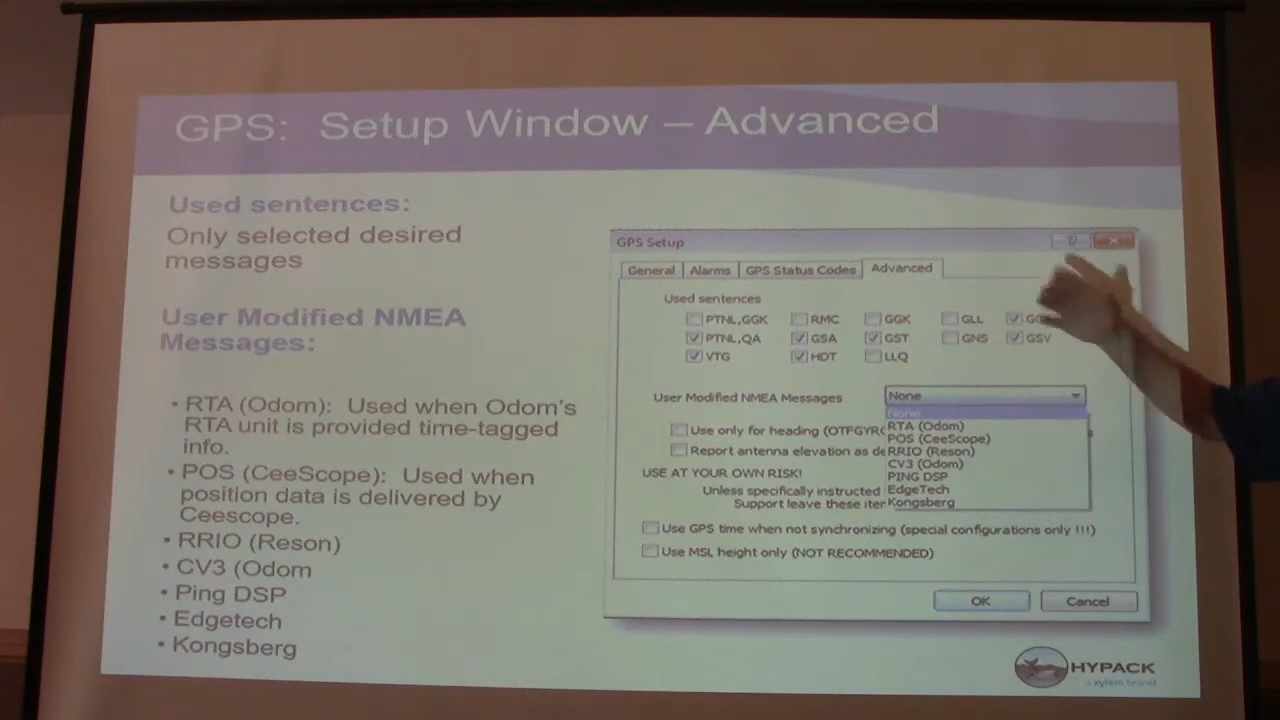 GPS: Setup Window – Advanced
Used sentences:
Only selected desired
messages
User Modified NMEA
Messages:
• RTA (Odom): Used when Odom's
RTA unit is provided time-tagged
info.
• POS (CeeScope): Used when
position data is delivered by
Ceescope.
• RRIO (Reson)
• CV3 (Odom
• Ping DSP
• Edgetech
• Kongsberg
GPS Setup
General Alarms GPS Status Codes Advanced
Used sentences
PTNL,GGK RMC GGK GLL
PTNL,QA GSA GST GNS GSV
VTG HDT LLQ
User Modified NMEA Messages None
None
RTA (Odom)
POS (CeeScope)
RRIO (Reson)
CV3 (Odom)
PING DSP
EdgeTech
Kongsberg
Use only for heading (OTFGYR
Report antenna elevation as de
USE AT YOUR OWN RISK!
Unless specifically instructed
Support leave these iter
Use GPS time when not synchronizing (special configurations only !!!)
Use MSL height only (NOT RECOMMENDED)
OK Cancel
HYPACK
a xylem brand